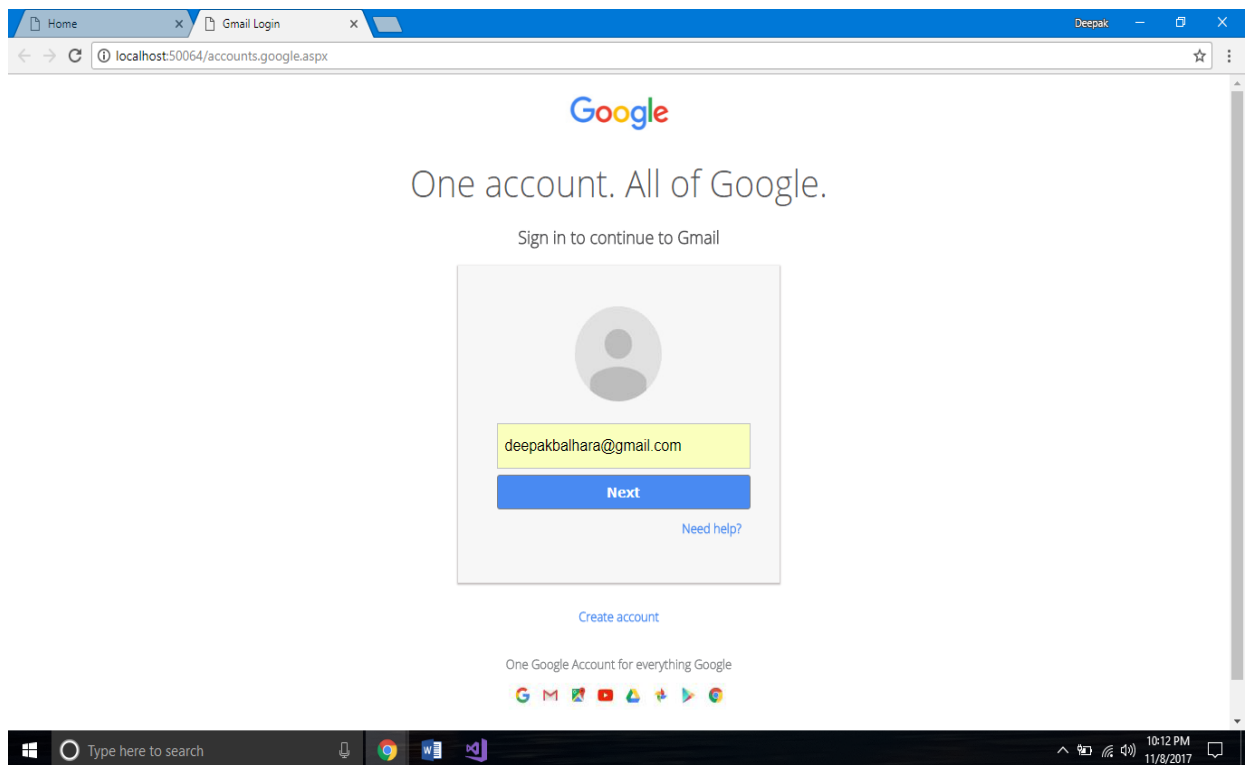 Home
Gmail Login
Deepak
localhost:50064/accounts.google.aspx
Google
One account. All of Google.
Sign in to continue to Gmail
deepakbalhara@gmail.com
Next
Need help?
Create account
One Google Account for everything Google
Type here to search
10:12 PM
11/8/2017